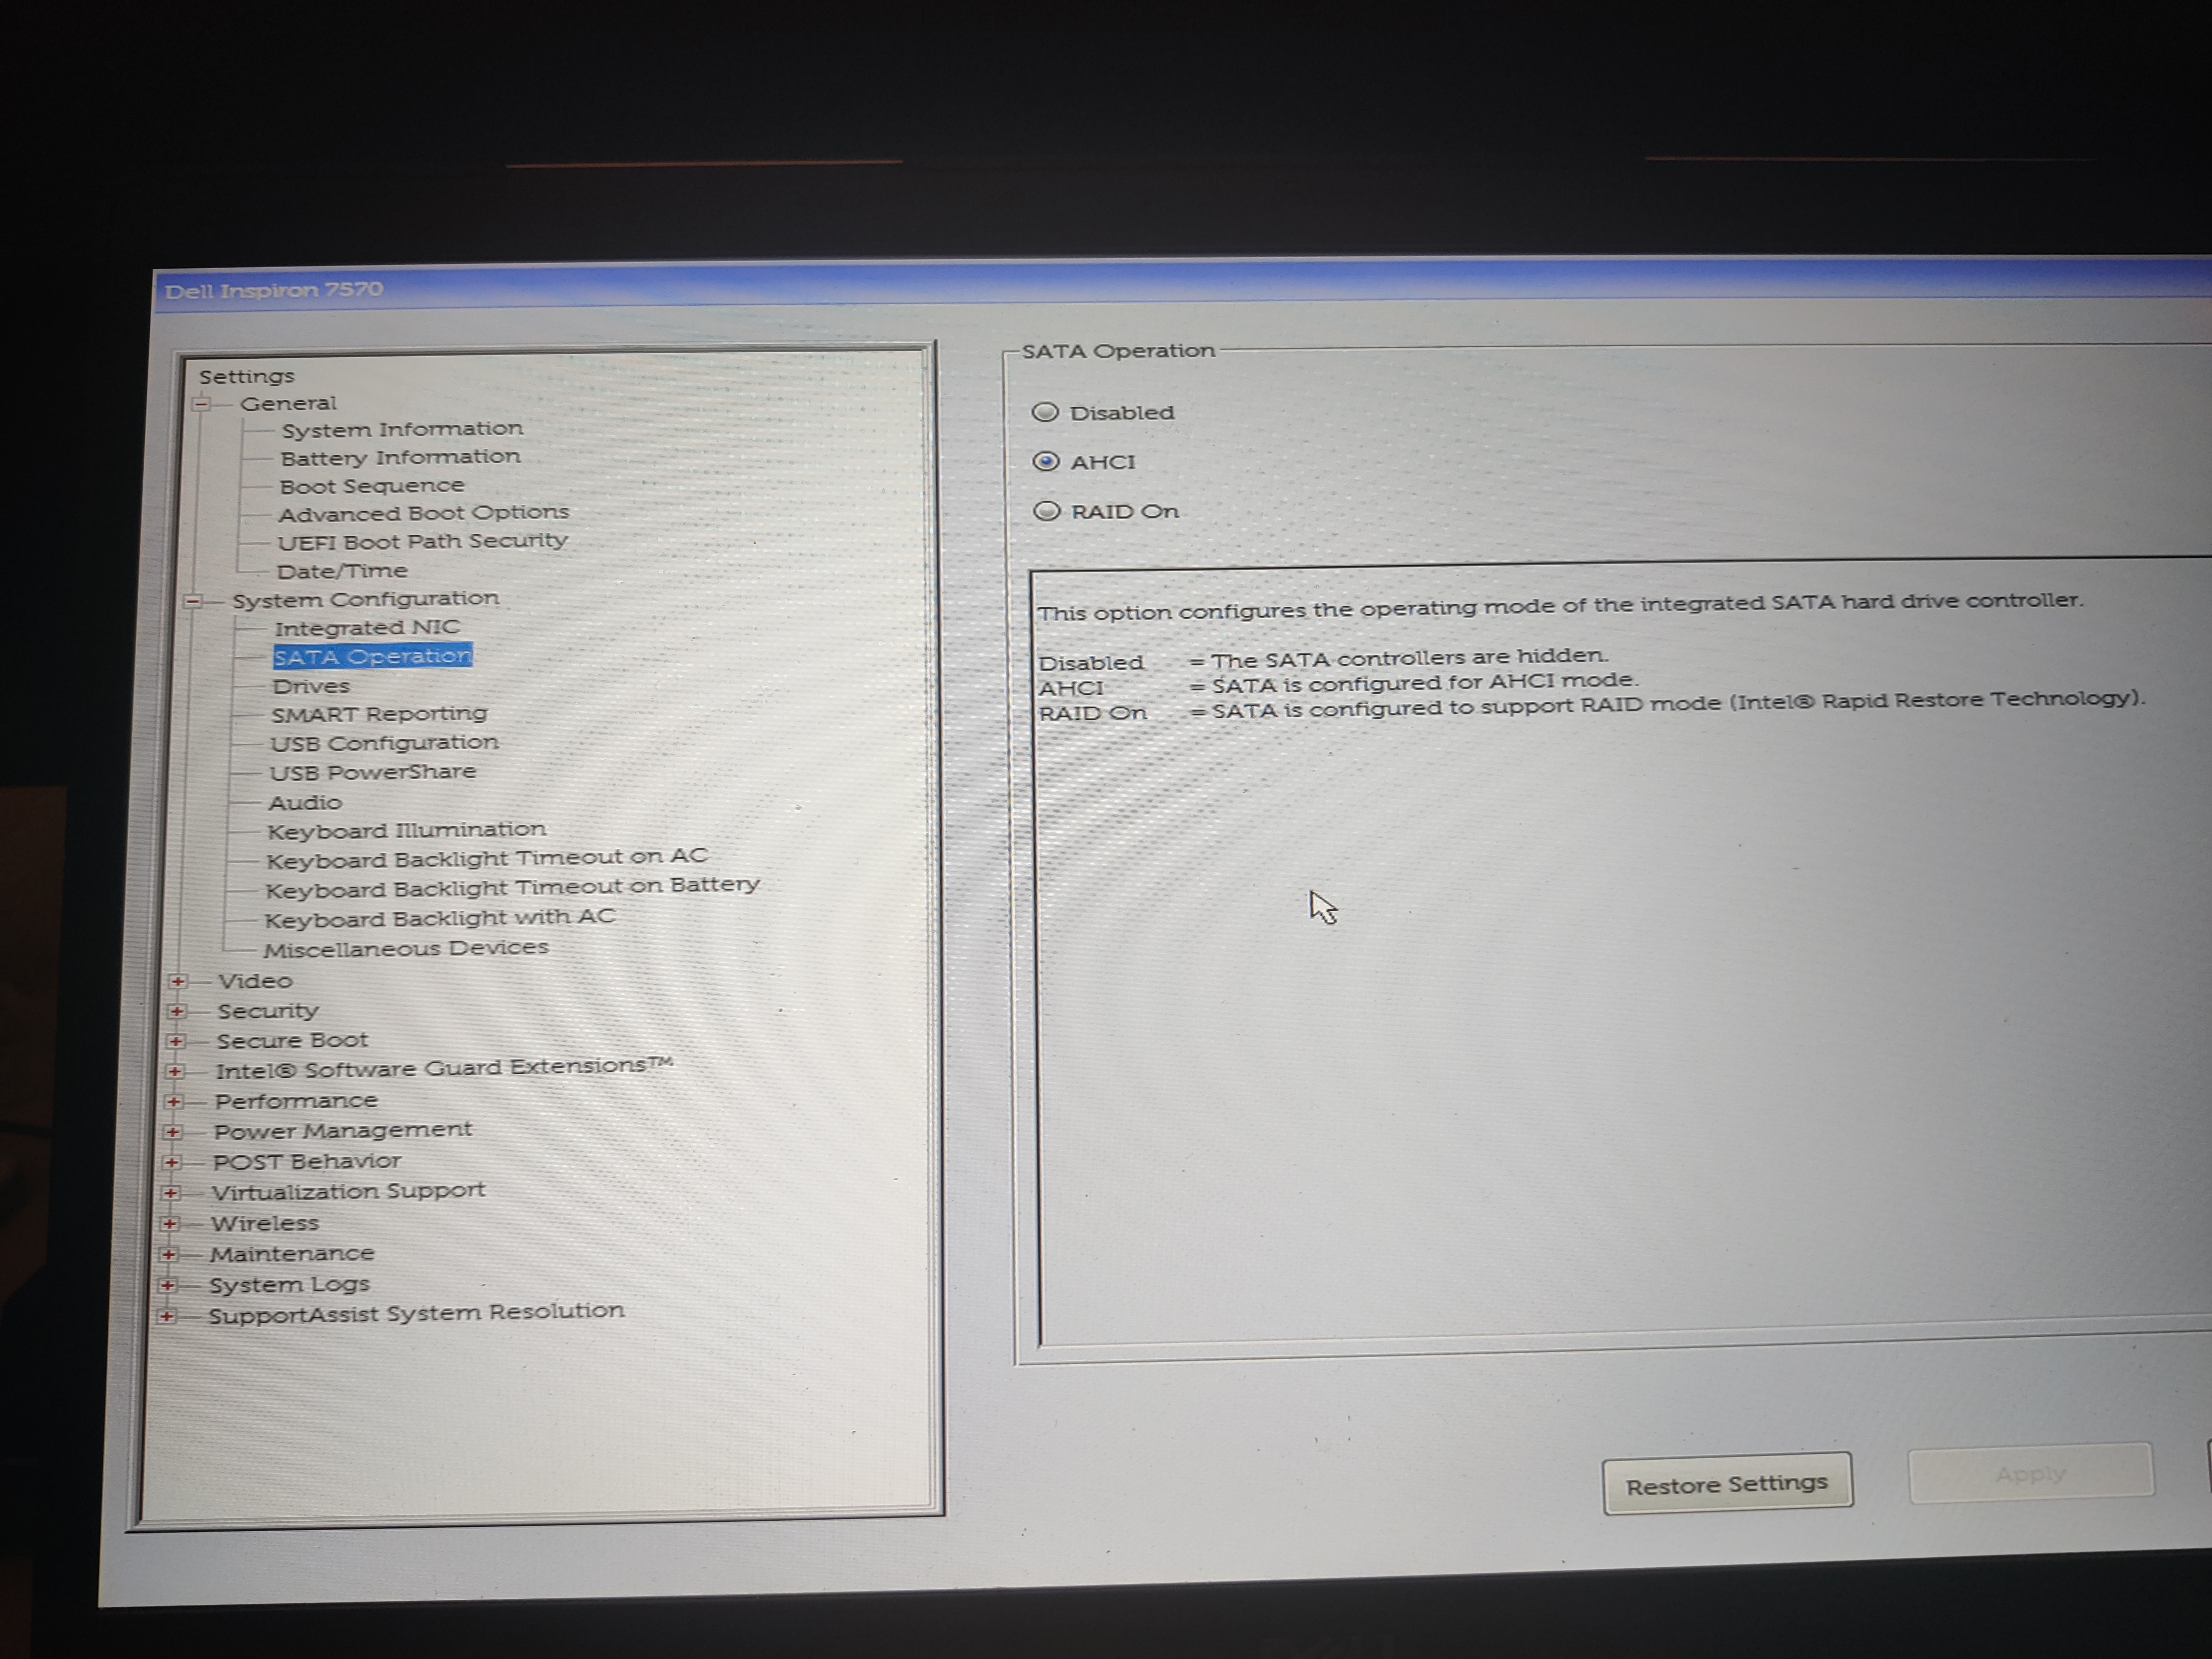 Dell Inspiron 7570
Settings
General
System Information
Battery Information
Boot Sequence
Advanced Boot Options
UEFI Boot Path Security
Date/Time
System Configuration
Integrated NIC
SATA Operation
Drives
SMART Reporting
USB Configuration
USB PowerShare
Audio
Keyboard Illumination
Keyboard Backlight Timeout on AC
Keyboard Backlight Timeout on Battery
Keyboard Backlight with AC
Miscellaneous Devices
Video
Security
Secure Boot
Intel® Software Guard Extensions™
Performance
Power Management
POST Behavior
Virtualization Support
Wireless
Maintenance
System Logs
SupportAssist System Resolution
SATA Operation
Disabled
AHCI
RAID On
This option configures the operating mode of the integrated SATA hard drive controller.
Disabled = The SATA controllers are hidden.
AHCI = SATA is configured for AHCI mode.
RAID On = SATA is configured to support RAID mode (Intel® Rapid Restore Technology).
Restore Settings
Apply